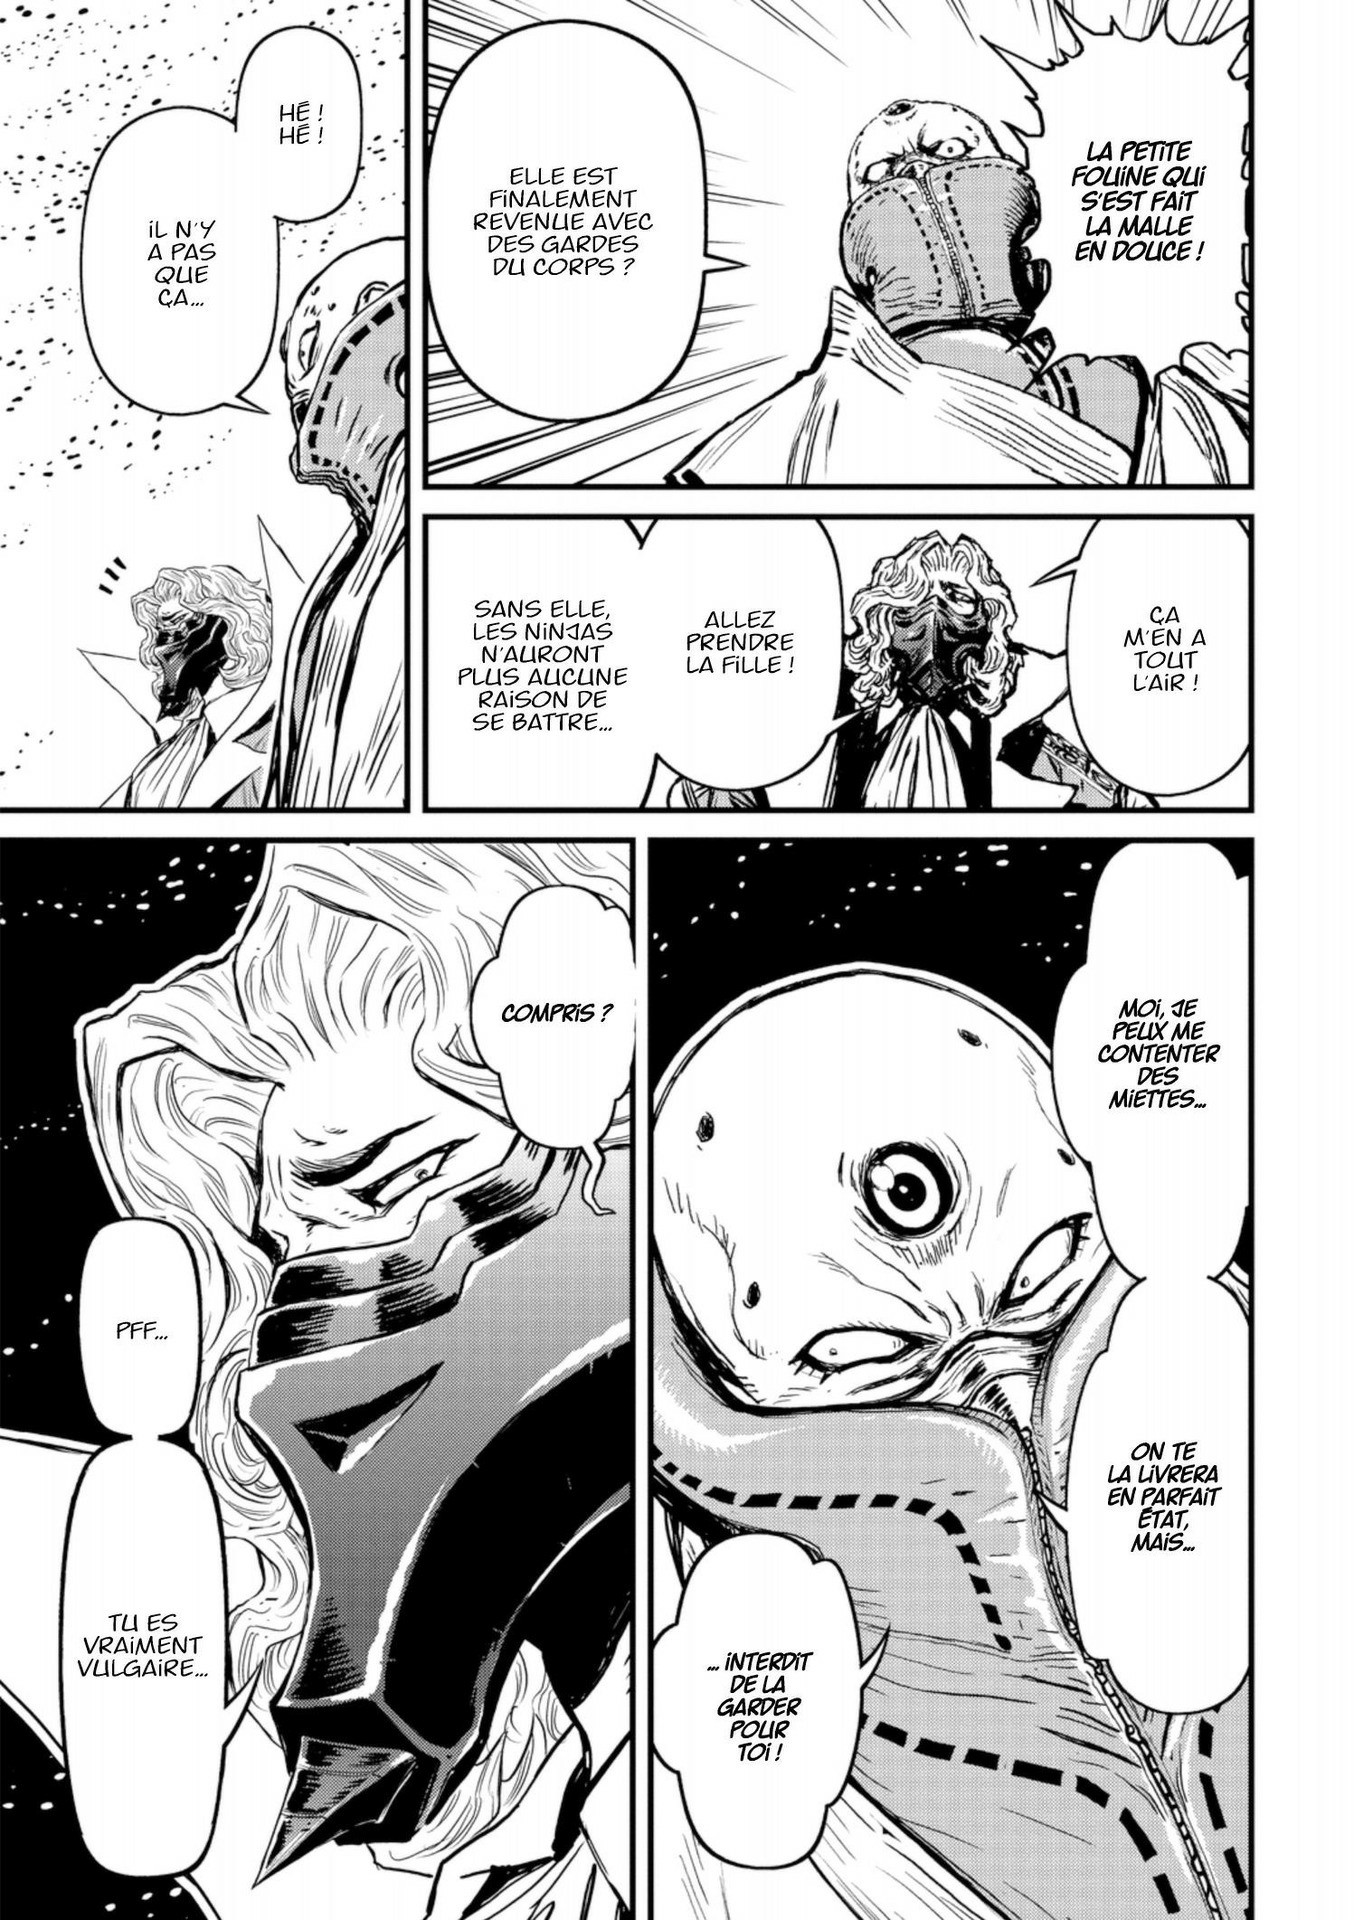 LA PETITE
FOUINE QUI
S'EST FAIT
LA MALLE
EN DOUCE !
ELLE EST
FINALEMENT
REVENUE AVEC
DES GARDES
DU CORPS ?
HÉ !
HÉ !
IL N'Y
A PAS
QUE
ÇA...
ÇA
M'EN A
TOUT
L'AIR !
ALLEZ
PRENDRE
LA FILLE !
SANS ELLE,
LES NINJAS
N'AURONT
PLUS AUCUNE
RAISON DE
SE BATTRE...
MOI, JE
PEUX ME
CONTENTER
DES
MIETTES...
ON TE
LA LIVRERA
EN PARFAIT
ÉTAT,
MAIS...
... INTERDIT
DE LA
GARDER
POUR
TOI !
COMPRIS ?
PFF...
TU ES
VRAIMENT
VULGAIRE...